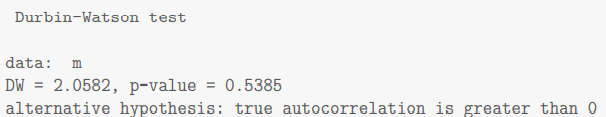 Durbin-Watson test
data: m
DW = 2.0582, p-value = 0.5385
alternative hypothesis: true autocorrelation is greater than 0